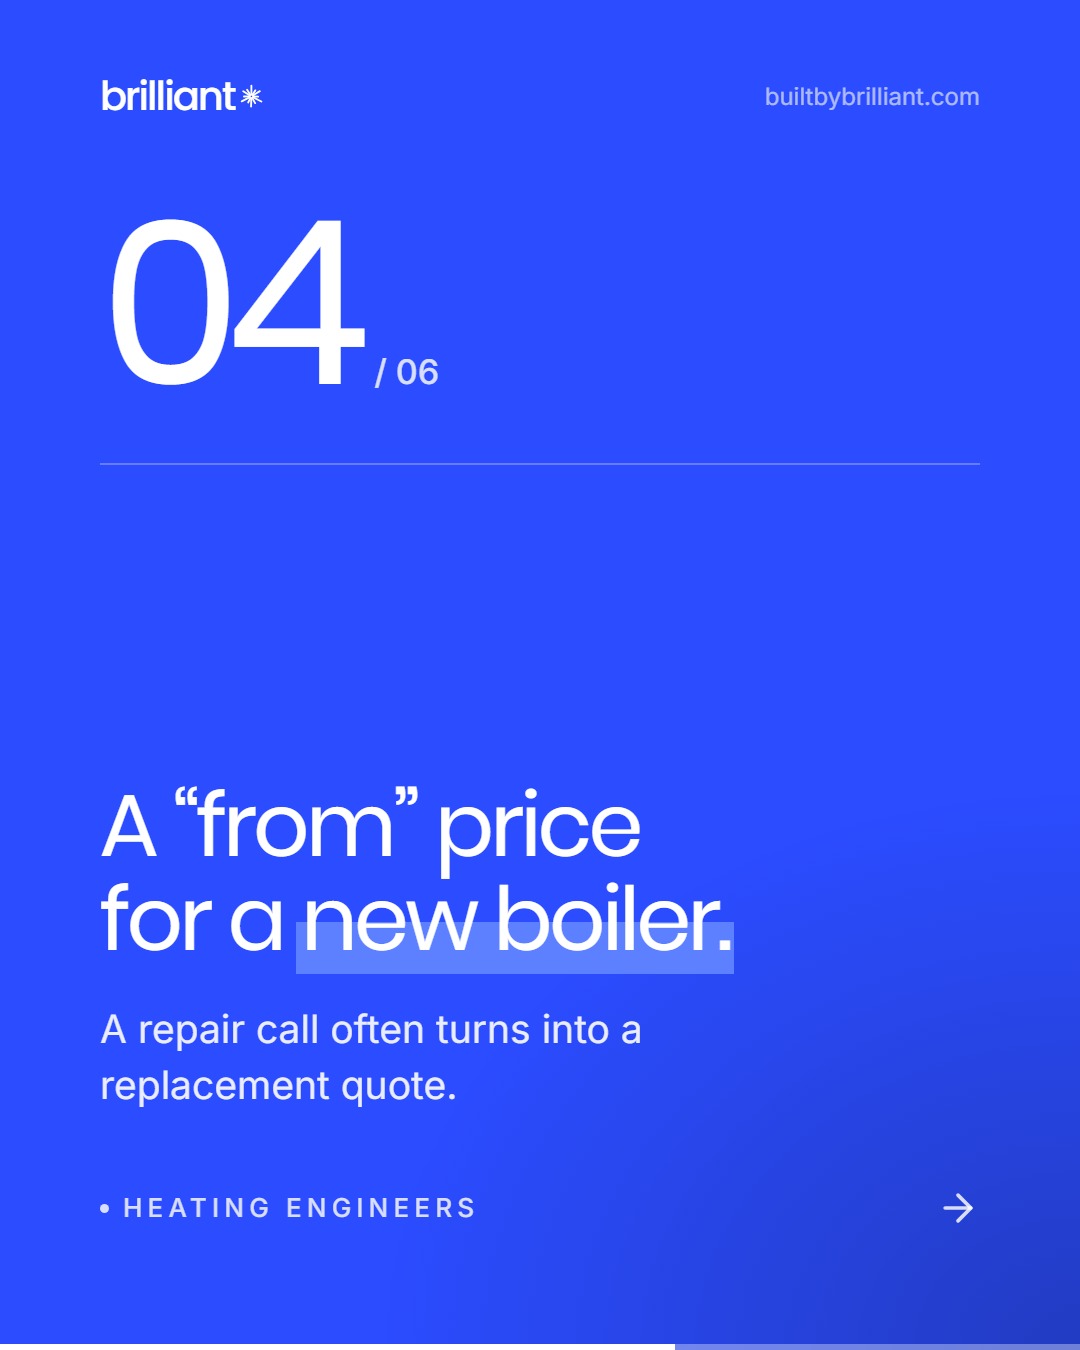 brilliant
builtbybrilliant.com
04 / 06
A “from” price
for a new boiler.
A repair call often turns into a
replacement quote.
• HEATING ENGINEERS